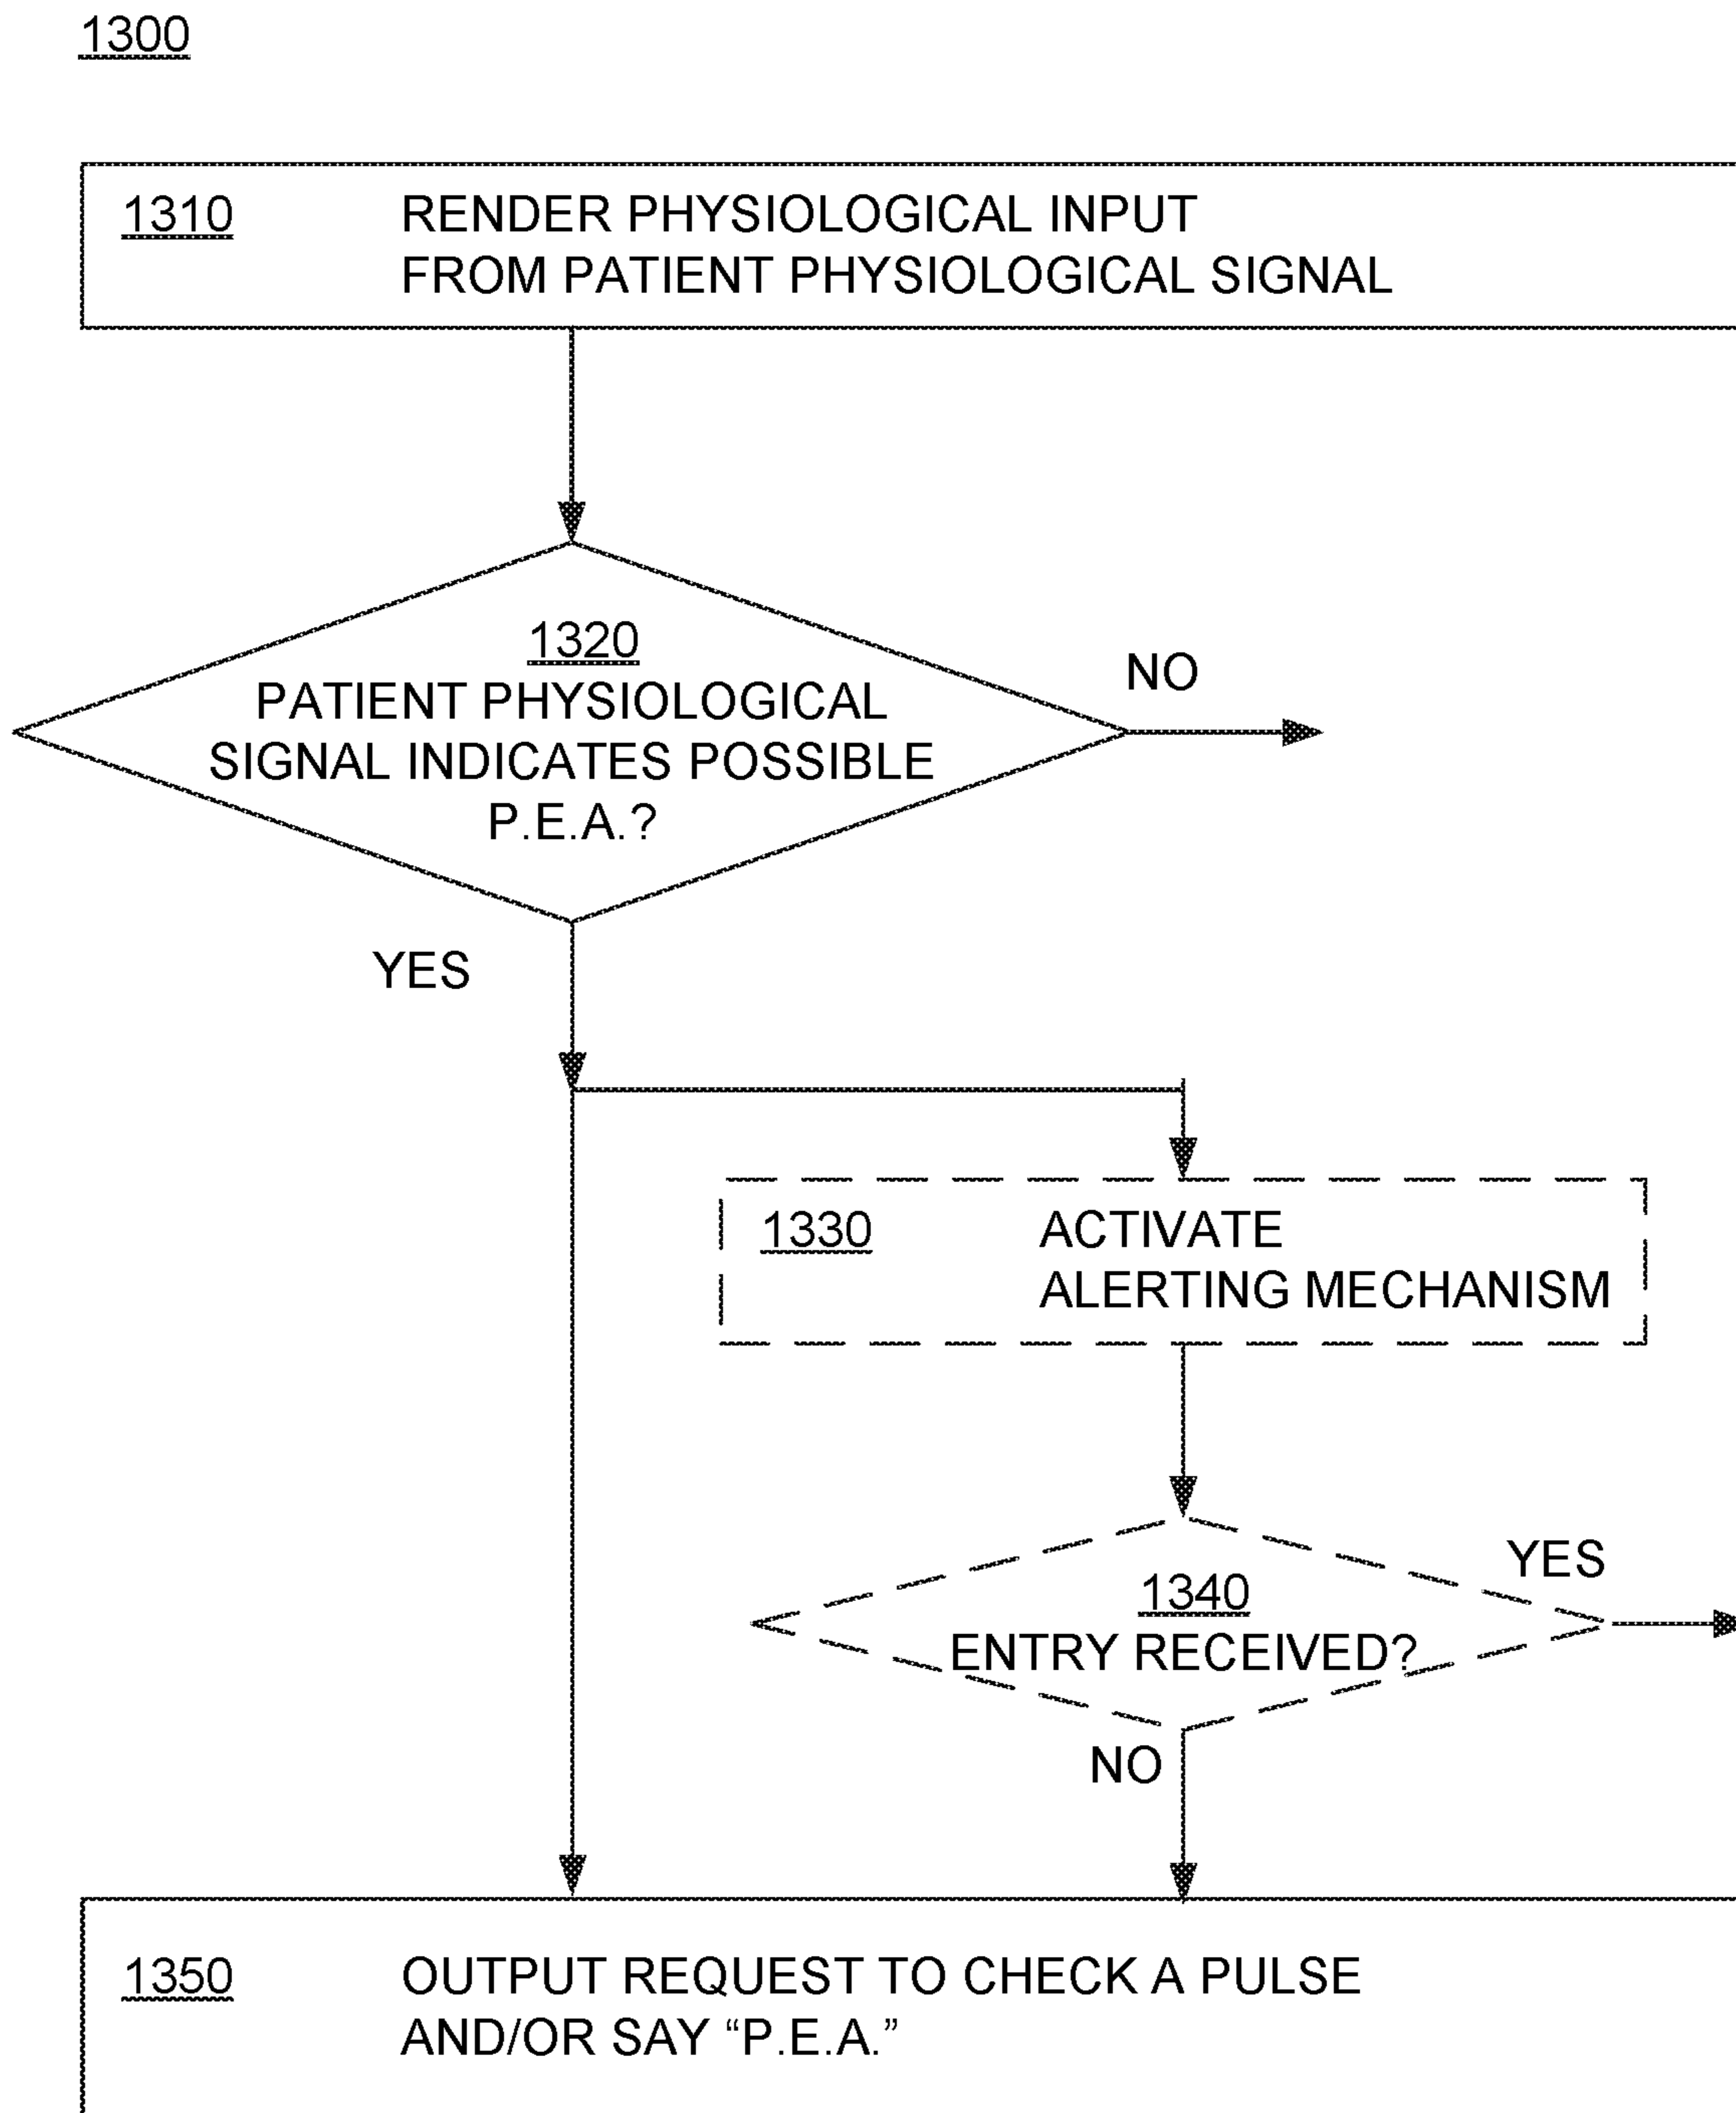 1300
1310 RENDER PHYSIOLOGICAL INPUT
FROM PATIENT PHYSIOLOGICAL SIGNAL
1320
PATIENT PHYSIOLOGICAL
SIGNAL INDICATES POSSIBLE
P.E.A.?
NO
YES
1330 ACTIVATE
ALERTING MECHANISM
1340
ENTRY RECEIVED?
YES
NO
1350 OUTPUT REQUEST TO CHECK A PULSE
AND/OR SAY “P.E.A.”